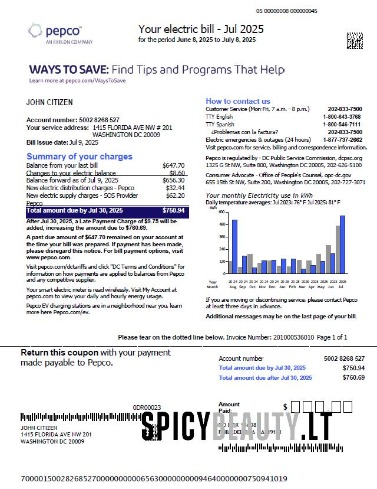 05 00000008 000000045
pepco
AN EXELON COMPANY
Your electric bill - Jul 2025
for the period June 8, 2025 to July 8, 2025
WAYS TO SAVE: Find Tips and Programs That Help
Learn more at pepco.com/WaysToSave
JOHN CITIZEN
Account number: 5002 8268 527
Your service address: 1415 FLORIDA AVE NW # 201
WASHINGTON DC 20009
Bill Issue date: Jul 9, 2025
Summary of your charges
Balance from your last bill $647.70
Changes to your electric balance $8.60
Balance forward as of Jul 9, 2025 $656.30
New electric distribution charges - Pepco $32.44
New electric supply charges - SOS Provider $62.20
Pepco
Total amount due by Jul 30, 2025 $750.94
After Jul 30, 2025, a Late Payment Charge of $9.75 will be
added, increasing the amount due to $760.69.
A past due amount of $647.70 remained on your account at
the time your bill was prepared. If payment has been made,
please disregard this notice. For bill payment options, visit
www.pepco.com.
Visit pepco.com/danffs and click "DC Terms and Conditions" for
information on how payments are applied to balances from Pepco
and any competitive supplier.
Your smart electric meter is read wirelessly. Visit My Account at
pepco.com to view your daily and hourly energy usage.
Pepco EV charging stations are in a neighborhood near you, learn
more here Pepco.com/ev.
How to contact us
Customer Service (Mon-Fri, 7 a.m. - 8 p.m.) 202-833-7500
TTY English 1-800-643-3768
TTY Spanish 1-800-546-7111
¿Problemas con la factura? 202-833-7500
Electric emergencies & outages (24 hours) 1-877-737-2662
Visit pepco.com for service, billing and correspondence information.
Pepco is regulated by - DC Public Service Commission, dcpsc.org
1325 G St NW, Suite 800, Washington DC 20005, 202-626-5100
Consumer Advocate - Office of People's Counsel, opc-dc.gov
655 15th St NW, Suite 200, Washington DC 20005, 202-727-3071
Your monthly Electricity use in kWh
Daily temperature averages: Jul 2023: 76° F Jul 2025: 81° F
If you are moving or discontinuing service, please contact Pepco
at least three days in advance.
Additional messages may be on the last page of your bill.
Please tear on the dotted line below. Invoice Number: 201000536010 Page 1 of 1
Return this coupon with your payment
made payable to Pepco.
Account number 5002 8268 527
Total amount due by Jul 30, 2025 $750.94
Total amount due after Jul 30, 2025 $760.69
0DR00023
Amount
Paid:
$
JOHN CITIZEN
1415 FLORIDA AVE NW # 201
WASHINGTON DC 20009
SPICYBEAUTY.LT